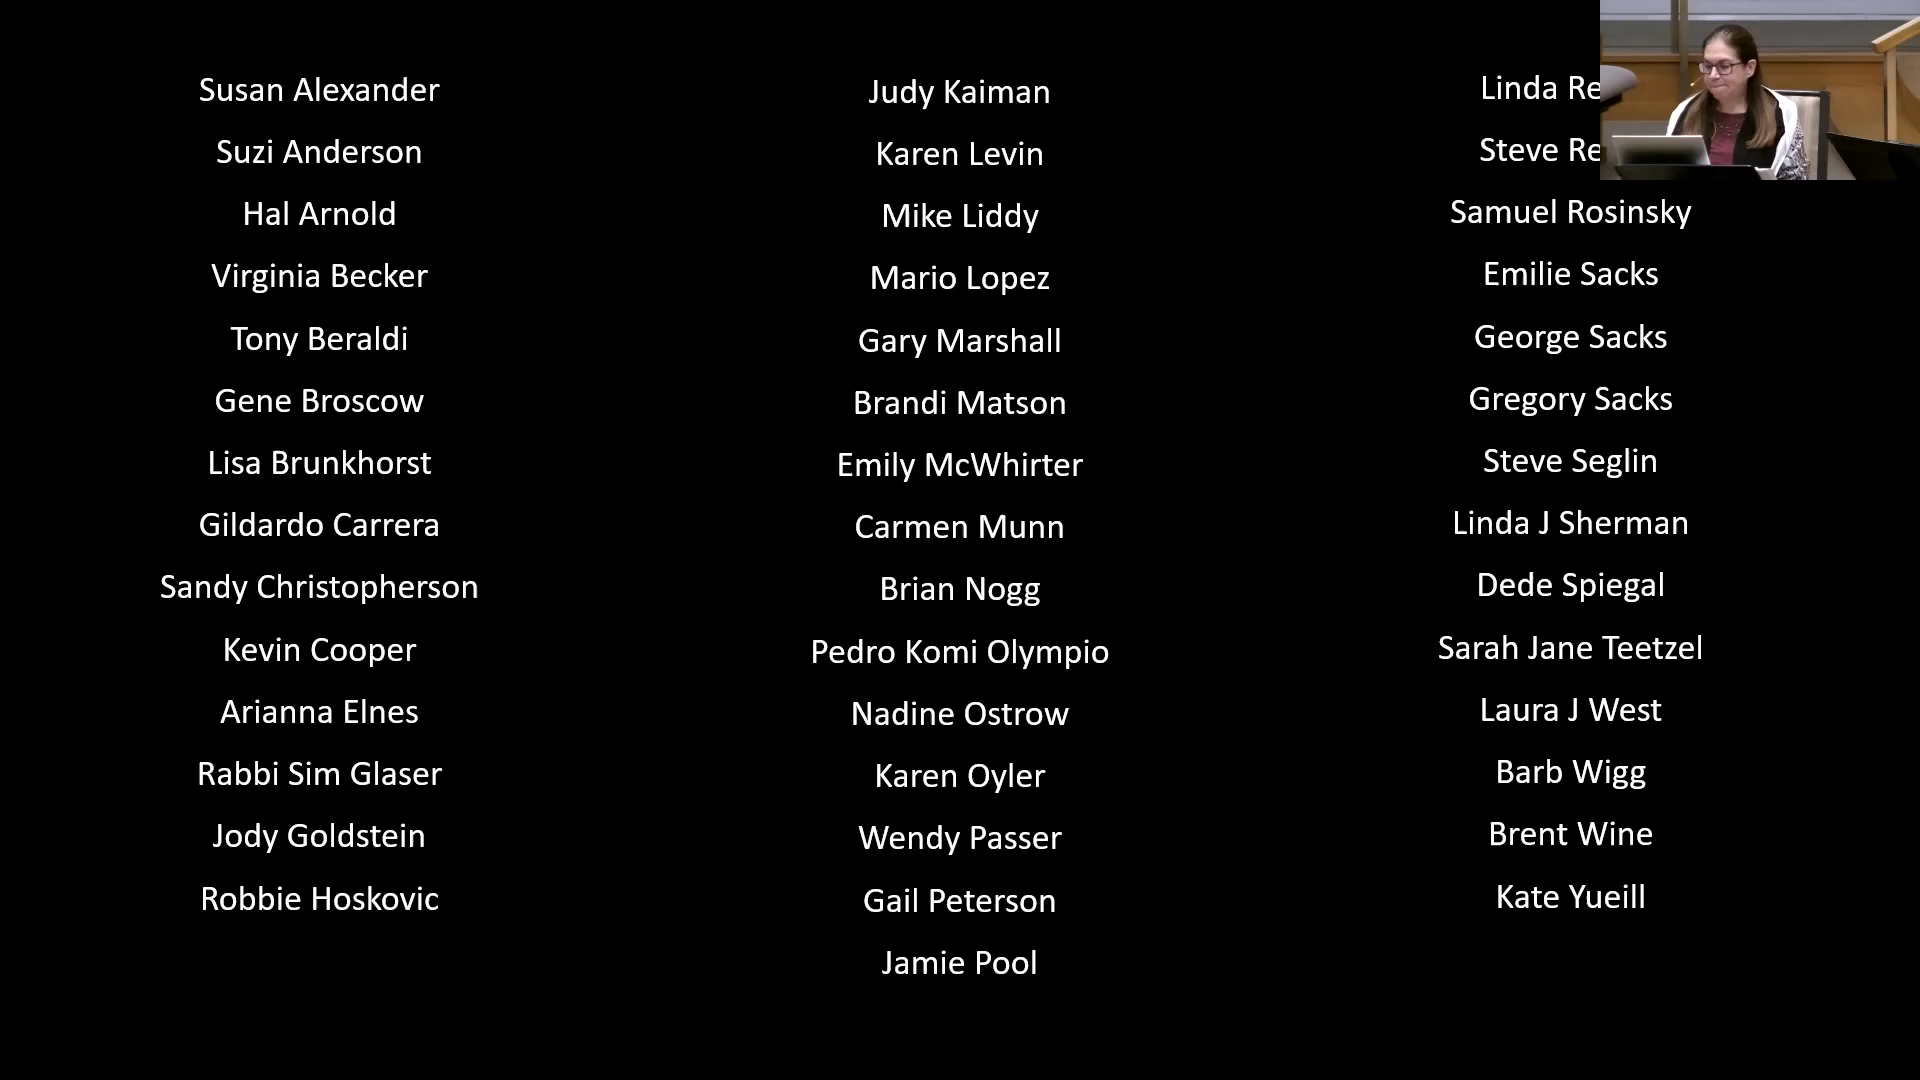 Susan Alexander
Suzi Anderson
Hal Arnold
Virginia Becker
Tony Beraldi
Gene Broscow
Lisa Brunkhorst
Gildardo Carrera
Sandy Christopherson
Kevin Cooper
Arianna Elnes
Rabbi Sim Glaser
Jody Goldstein
Robbie Hoskovic
Judy Kaiman
Karen Levin
Mike Liddy
Mario Lopez
Gary Marshall
Brandi Matson
Emily McWhirter
Carmen Munn
Brian Nogg
Pedro Komi Olympio
Nadine Ostrow
Karen Oyler
Wendy Passer
Gail Peterson
Jamie Pool
Linda
Steve
Samuel Rosinsky
Emilie Sacks
George Sacks
Gregory Sacks
Steve Seglin
Linda J Sherman
Dede Spiegal
Sarah Jane Teetzel
Laura J West
Barb Wigg
Brent Wine
Kate Yueill